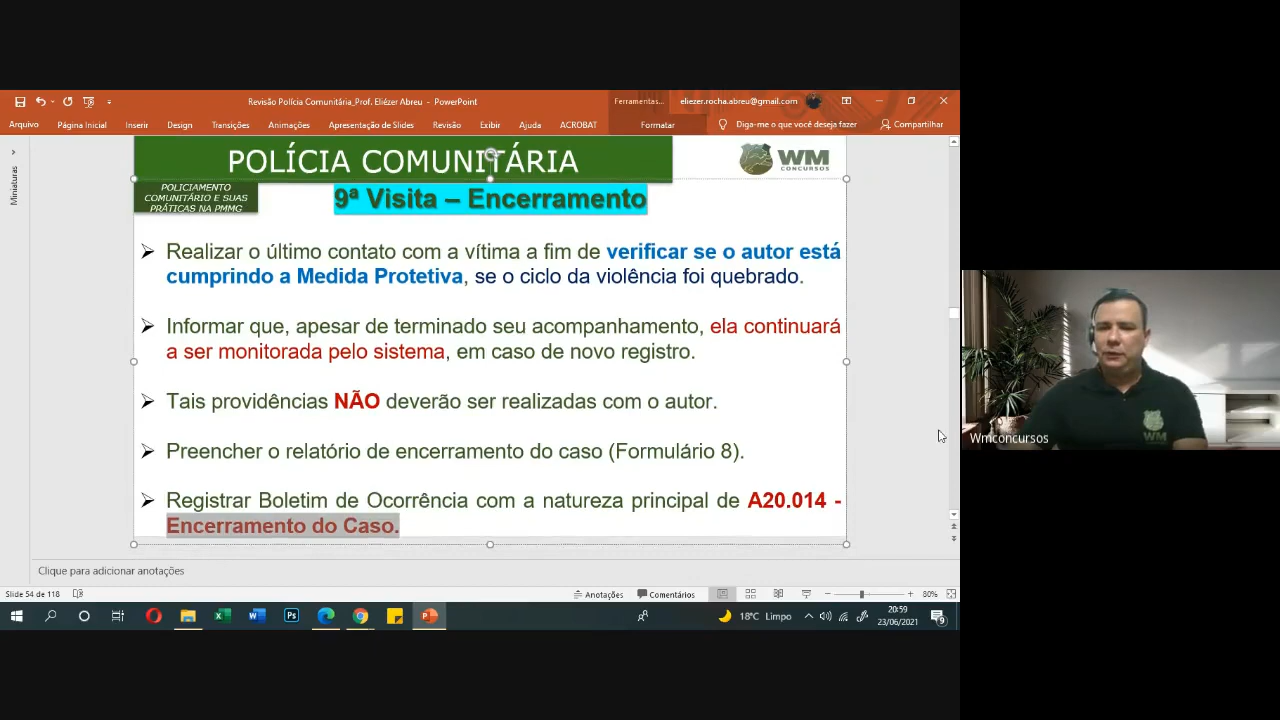 Revisão Polícia Comunitária_Prof. Eliézer Abreu - PowerPoint
Ferramentas...
eliezer.rocha.abreu@gmail.com
Arquivo
Página Inicial
Inserir
Design
Transições
Animações
Apresentação de Slides
Revisão
Exibir
Ajuda
ACROBAT
Formatar
Diga-me o que você deseja fazer
Compartilhar
Miniaturas
POLÍCIA COMUNITÁRIA
WM
CONCURSOS
POLICIAMENTO
COMUNITÁRIO E SUAS
PRÁTICAS NA PMMG
9ª Visita – Encerramento
Realizar o último contato com a vítima a fim de verificar se o autor está
cumprindo a Medida Protetiva, se o ciclo da violência foi quebrado.
Informar que, apesar de terminado seu acompanhamento, ela continuará
a ser monitorada pelo sistema, em caso de novo registro.
Tais providências NÃO deverão ser realizadas com o autor.
Preencher o relatório de encerramento do caso (Formulário 8).
Registrar Boletim de Ocorrência com a natureza principal de A20.014 -
Encerramento do Caso.
WM
Wmconcursos
Clique para adicionar anotações
Slide 54 de 118
Anotações
Comentários
80%
18°C Limpo
20:59
23/06/2021
9